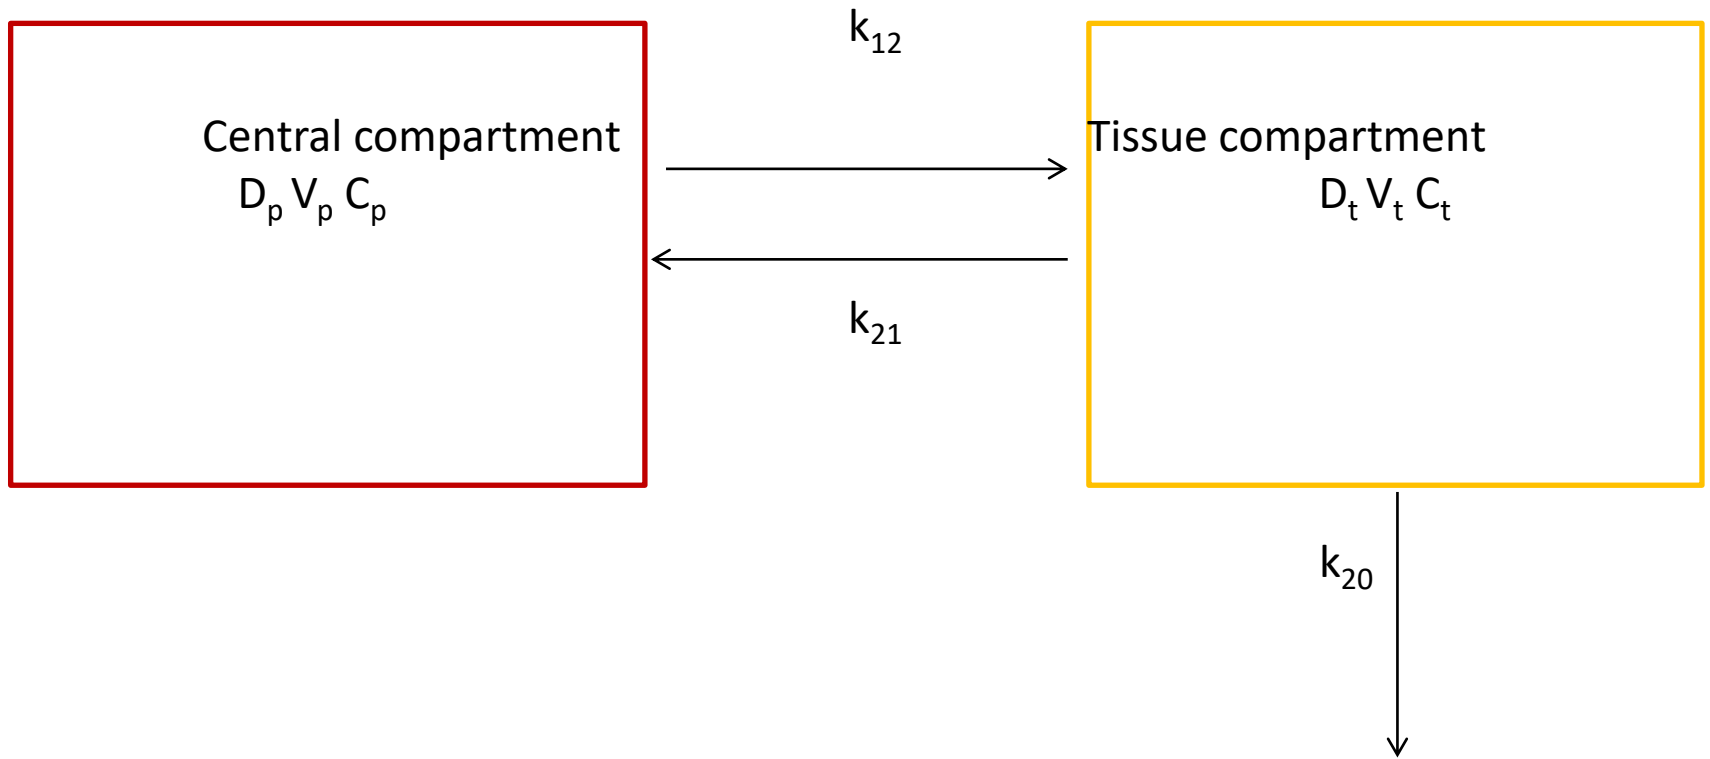 k₁₂
Central compartment
Dₚ Vₚ Cₚ
Tissue compartment
Dₜ Vₜ Cₜ
k₂₁
k₂₀